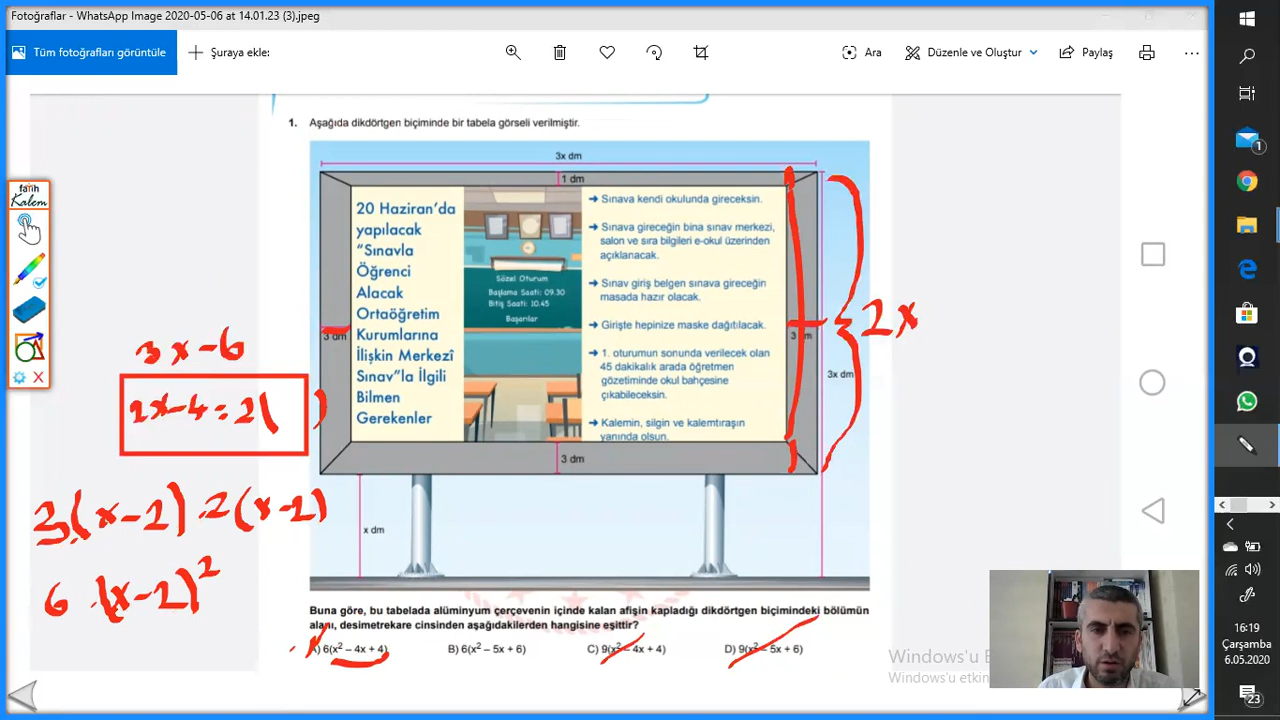 Fotoğraflar - WhatsApp Image 2020-05-06 at 14.01.23 (3).jpeg
Tüm fotoğrafları görüntüle
Şuraya ekle:
Ara
Düzenle ve Oluştur
Paylaş
1. Aşağıda dikdörtgen biçiminde bir tabela görseli verilmiştir.
3x dm
1 dm
20 Haziran’da
yapılacak
“Sınavla
Öğrenci
Alacak
Ortaöğretim
Kurumlarına
İlişkin Merkezî
Sınav”la İlgili
Bilmen
Gerekenler
Sözel Oturum
Başlama Saati: 09.30
Bitiş Saati: 10.45
Başarılar
➔ Sınava kendi okulunda gireceksin.
➔ Sınava gireceğin bina sınav merkezi,
salon ve sıra bilgileri e-okul üzerinden
açıklanacak.
➔ Sınav giriş belgen sınava gireceğin
masada hazır olacak.
➔ Girişte hepinize maske dağıtılacak.
➔ 1. oturumun sonunda verilecek olan
45 dakikalık arada öğretmen
gözetiminde okul bahçesine
çıkabileceksin.
➔ Kalemin, silgin ve kalemtıraşın
yanında olsun.
3 dm
3 dm
3x dm
3 dm
x dm
2x
3x-6
2x-4=2( )
3.(x-2).2(x-2)
6.(x-2)²
Buna göre, bu tabelada alüminyum çerçevenin içinde kalan afişin kapladığı dikdörtgen biçimindeki bölümün
alanı, desimetrekare cinsinden aşağıdakilerden hangisine eşittir?
A) 6(x² – 4x + 4) B) 6(x² – 5x + 6) C) 9(x² – 4x + 4) D) 9(x² – 5x + 6)
fatih
Kalem
Windows'u E
Windows'u etkin
1
16:19
Çarşamba
6.05.2020
23